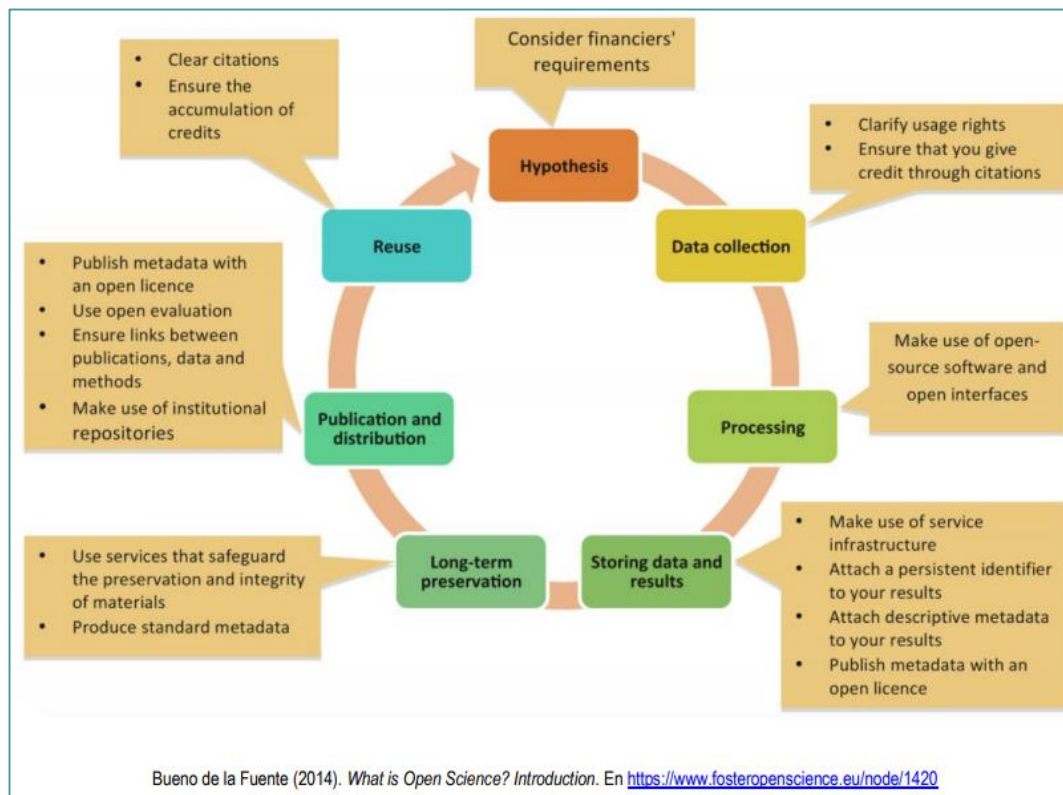 Consider financiers'
requirements
Hypothesis
• Clarify usage rights
• Ensure that you give
credit through citations
Data collection
Make use of open-
source software and
open interfaces
Processing
• Make use of service
infrastructure
• Attach a persistent identifier
to your results
• Attach descriptive metadata
to your results
• Publish metadata with an
open licence
Storing data and
results
• Use services that safeguard
the preservation and integrity
of materials
• Produce standard metadata
Long-term
preservation
• Publish metadata with
an open licence
• Use open evaluation
• Ensure links between
publications, data and
methods
• Make use of institutional
repositories
Publication and
distribution
• Clear citations
• Ensure the
accumulation of
credits
Reuse
Bueno de la Fuente (2014). What is Open Science? Introduction. En https://www.fosteropenscience.eu/node/1420